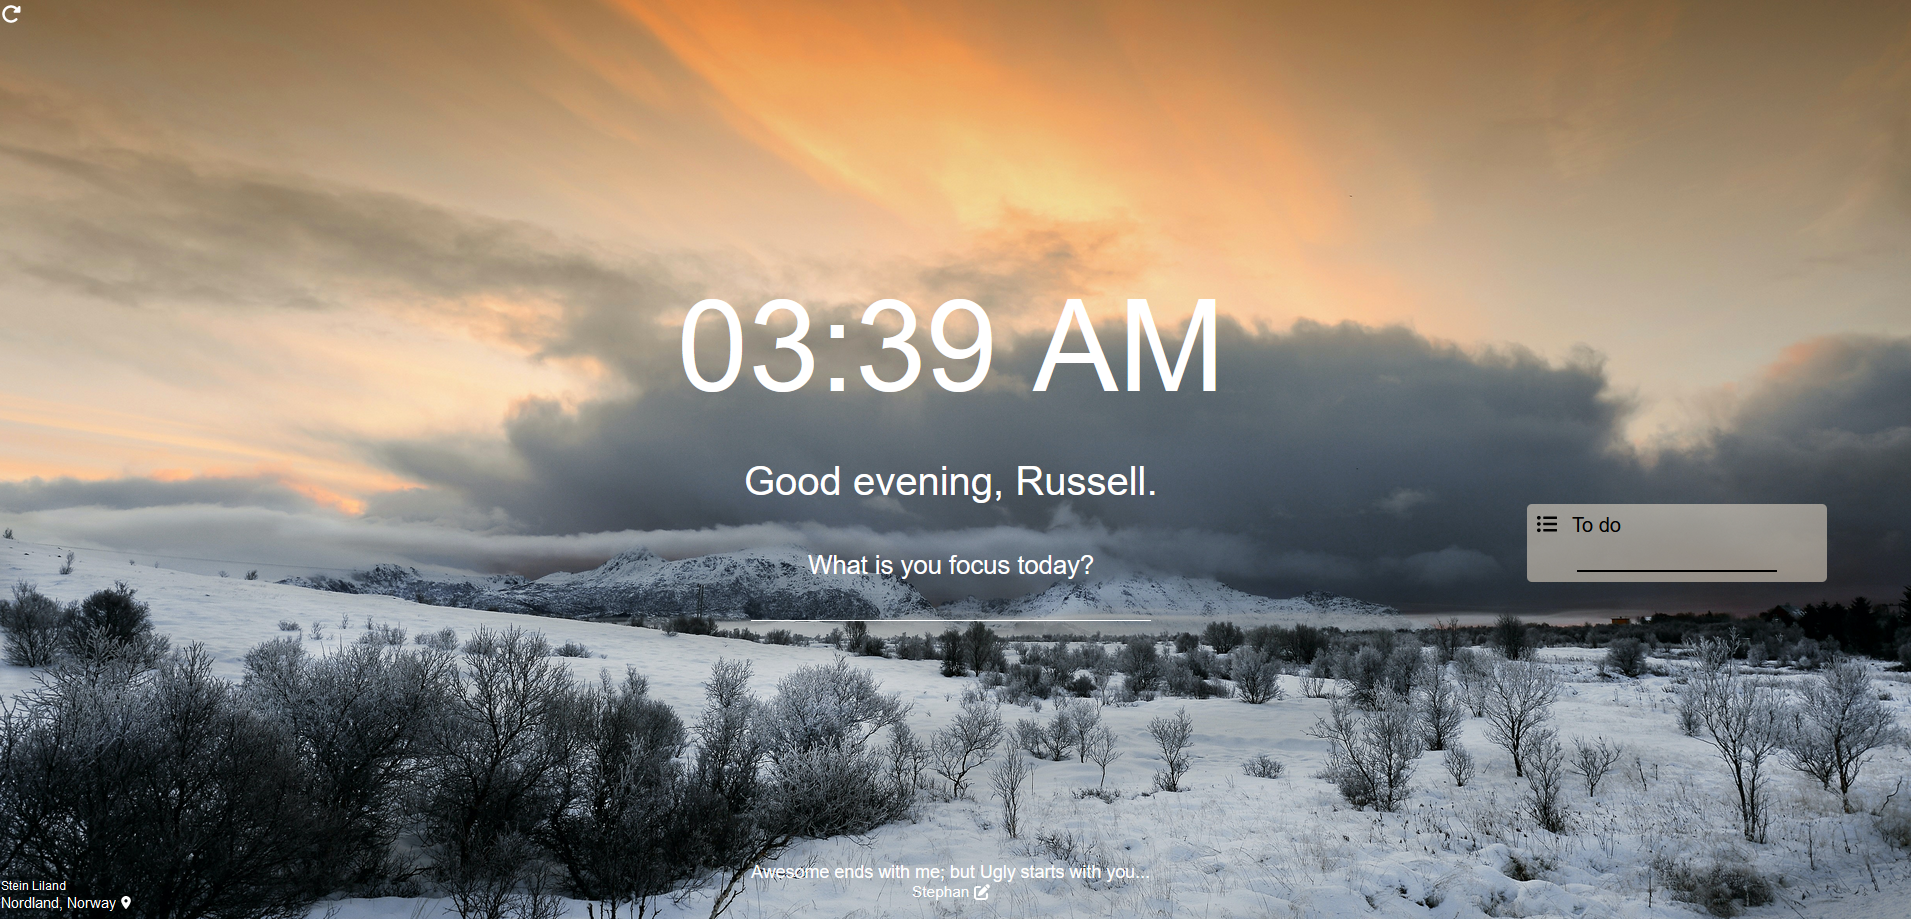 03:39 AM
Good evening, Russell.
What is you focus today?
To do
Awesome ends with me; but Ugly starts with you...
Stephan
Stein Liland
Nordland, Norway